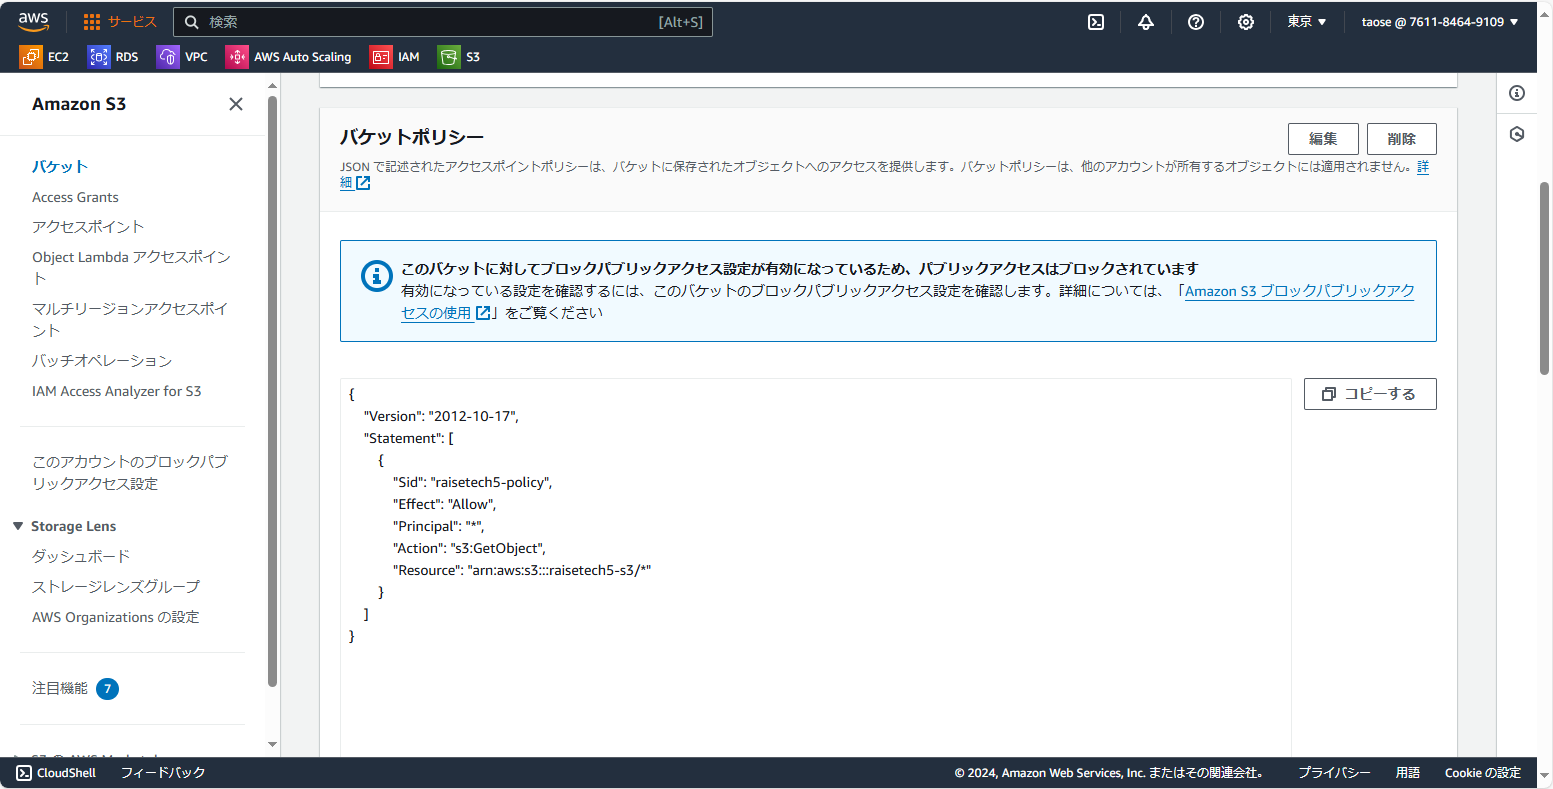 aws
サービス
検索
[Alt+S]
東京 ▼
taose @ 7611-8464-9109 ▼
EC2
RDS
VPC
AWS Auto Scaling
IAM
S3
Amazon S3
バケット
Access Grants
アクセスポイント
Object Lambda アクセスポイン
ト
マルチリージョンアクセスポイ
ント
バッチオペレーション
IAM Access Analyzer for S3
このアカウントのブロックパブ
リックアクセス設定
▼ Storage Lens
ダッシュボード
ストレージレンズグループ
AWS Organizations の設定
注目機能 7
バケットポリシー
編集
削除
JSON で記述されたアクセスポイントポリシーは、バケットに保存されたオブジェクトへのアクセスを提供します。バケットポリシーは、他のアカウントが所有するオブジェクトには適用されません。詳
細
このバケットに対してブロックパブリックアクセス設定が有効になっているため、パブリックアクセスはブロックされています
有効になっている設定を確認するには、このバケットのブロックパブリックアクセス設定を確認します。詳細については、「Amazon S3 ブロックパブリックアク
セスの使用」をご覧ください
コピーする
{
"Version": "2012-10-17",
"Statement": [
{
"Sid": "raisetech5-policy",
"Effect": "Allow",
"Principal": "*",
"Action": "s3:GetObject",
"Resource": "arn:aws:s3:::raisetech5-s3/*"
}
]
}
CloudShell
フィードバック
© 2024, Amazon Web Services, Inc. またはその関連会社。
プライバシー
用語
Cookie の設定